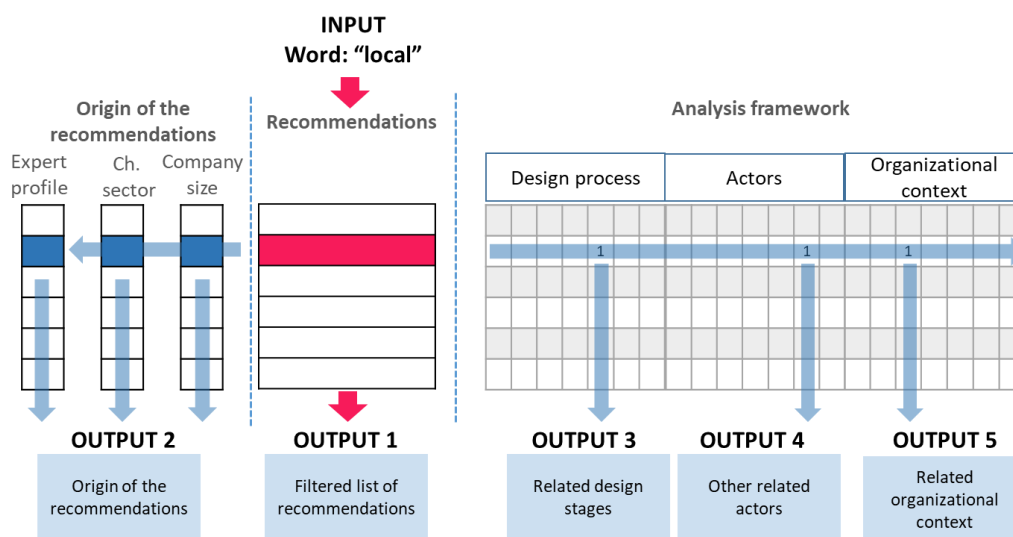 INPUT
Word: “local”
Origin of the
recommendations
Recommendations
Analysis framework
Expert
profile
Ch.
sector
Company
size
Design process
Actors
Organizational
context
1
1
1
OUTPUT 2
OUTPUT 1
OUTPUT 3
OUTPUT 4
OUTPUT 5
Origin of the
recommendations
Filtered list of
recommendations
Related design
stages
Other related
actors
Related
organizational
context